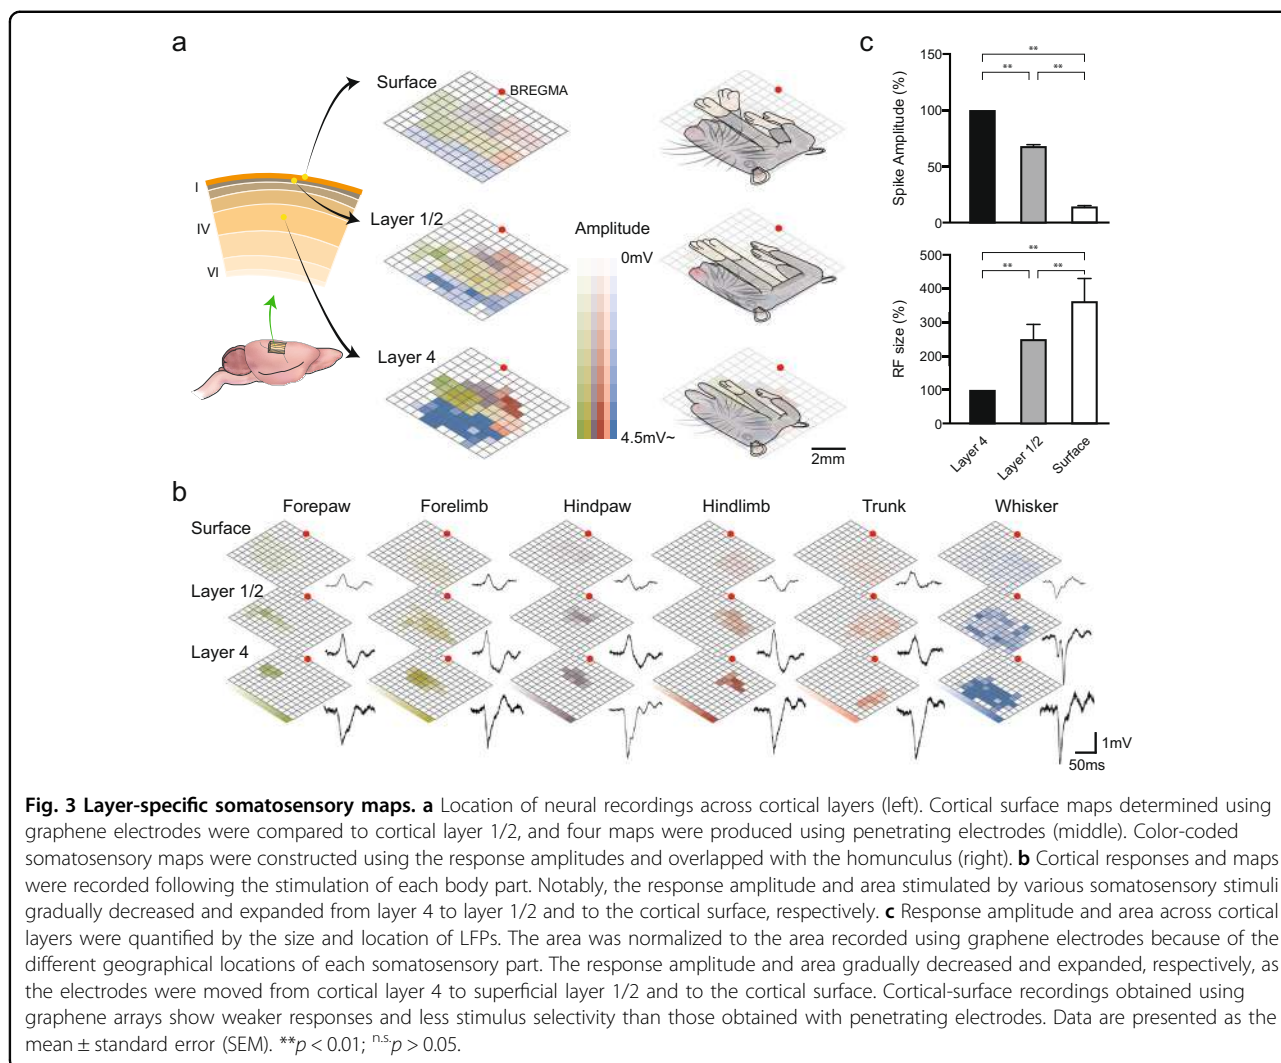 a
Surface
BREGMA
I
IV
VI
Layer 1/2
Amplitude
0mV
Layer 4
4.5mV~
2mm
c
Spike Amplitude (%)
150
100
50
0
**
**
**
RF size (%)
500
400
300
200
100
0
**
**
**
Layer 4
Layer 1/2
Surface
b
Forepaw
Forelimb
Hindpaw
Hindlimb
Trunk
Whisker
Surface
Layer 1/2
Layer 4
1mV
50ms
Fig. 3 Layer-specific somatosensory maps. a Location of neural recordings across cortical layers (left). Cortical surface maps determined using
graphene electrodes were compared to cortical layer 1/2, and four maps were produced using penetrating electrodes (middle). Color-coded
somatosensory maps were constructed using the response amplitudes and overlapped with the homunculus (right). b Cortical responses and maps
were recorded following the stimulation of each body part. Notably, the response amplitude and area stimulated by various somatosensory stimuli
gradually decreased and expanded from layer 4 to layer 1/2 and to the cortical surface, respectively. c Response amplitude and area across cortical
layers were quantified by the size and location of LFPs. The area was normalized to the area recorded using graphene electrodes because of the
different geographical locations of each somatosensory part. The response amplitude and area gradually decreased and expanded, respectively, as
the electrodes were moved from cortical layer 4 to superficial layer 1/2 and to the cortical surface. Cortical-surface recordings obtained using
graphene arrays show weaker responses and less stimulus selectivity than those obtained with penetrating electrodes. Data are presented as the
mean ± standard error (SEM). **p < 0.01; n.s.p > 0.05.